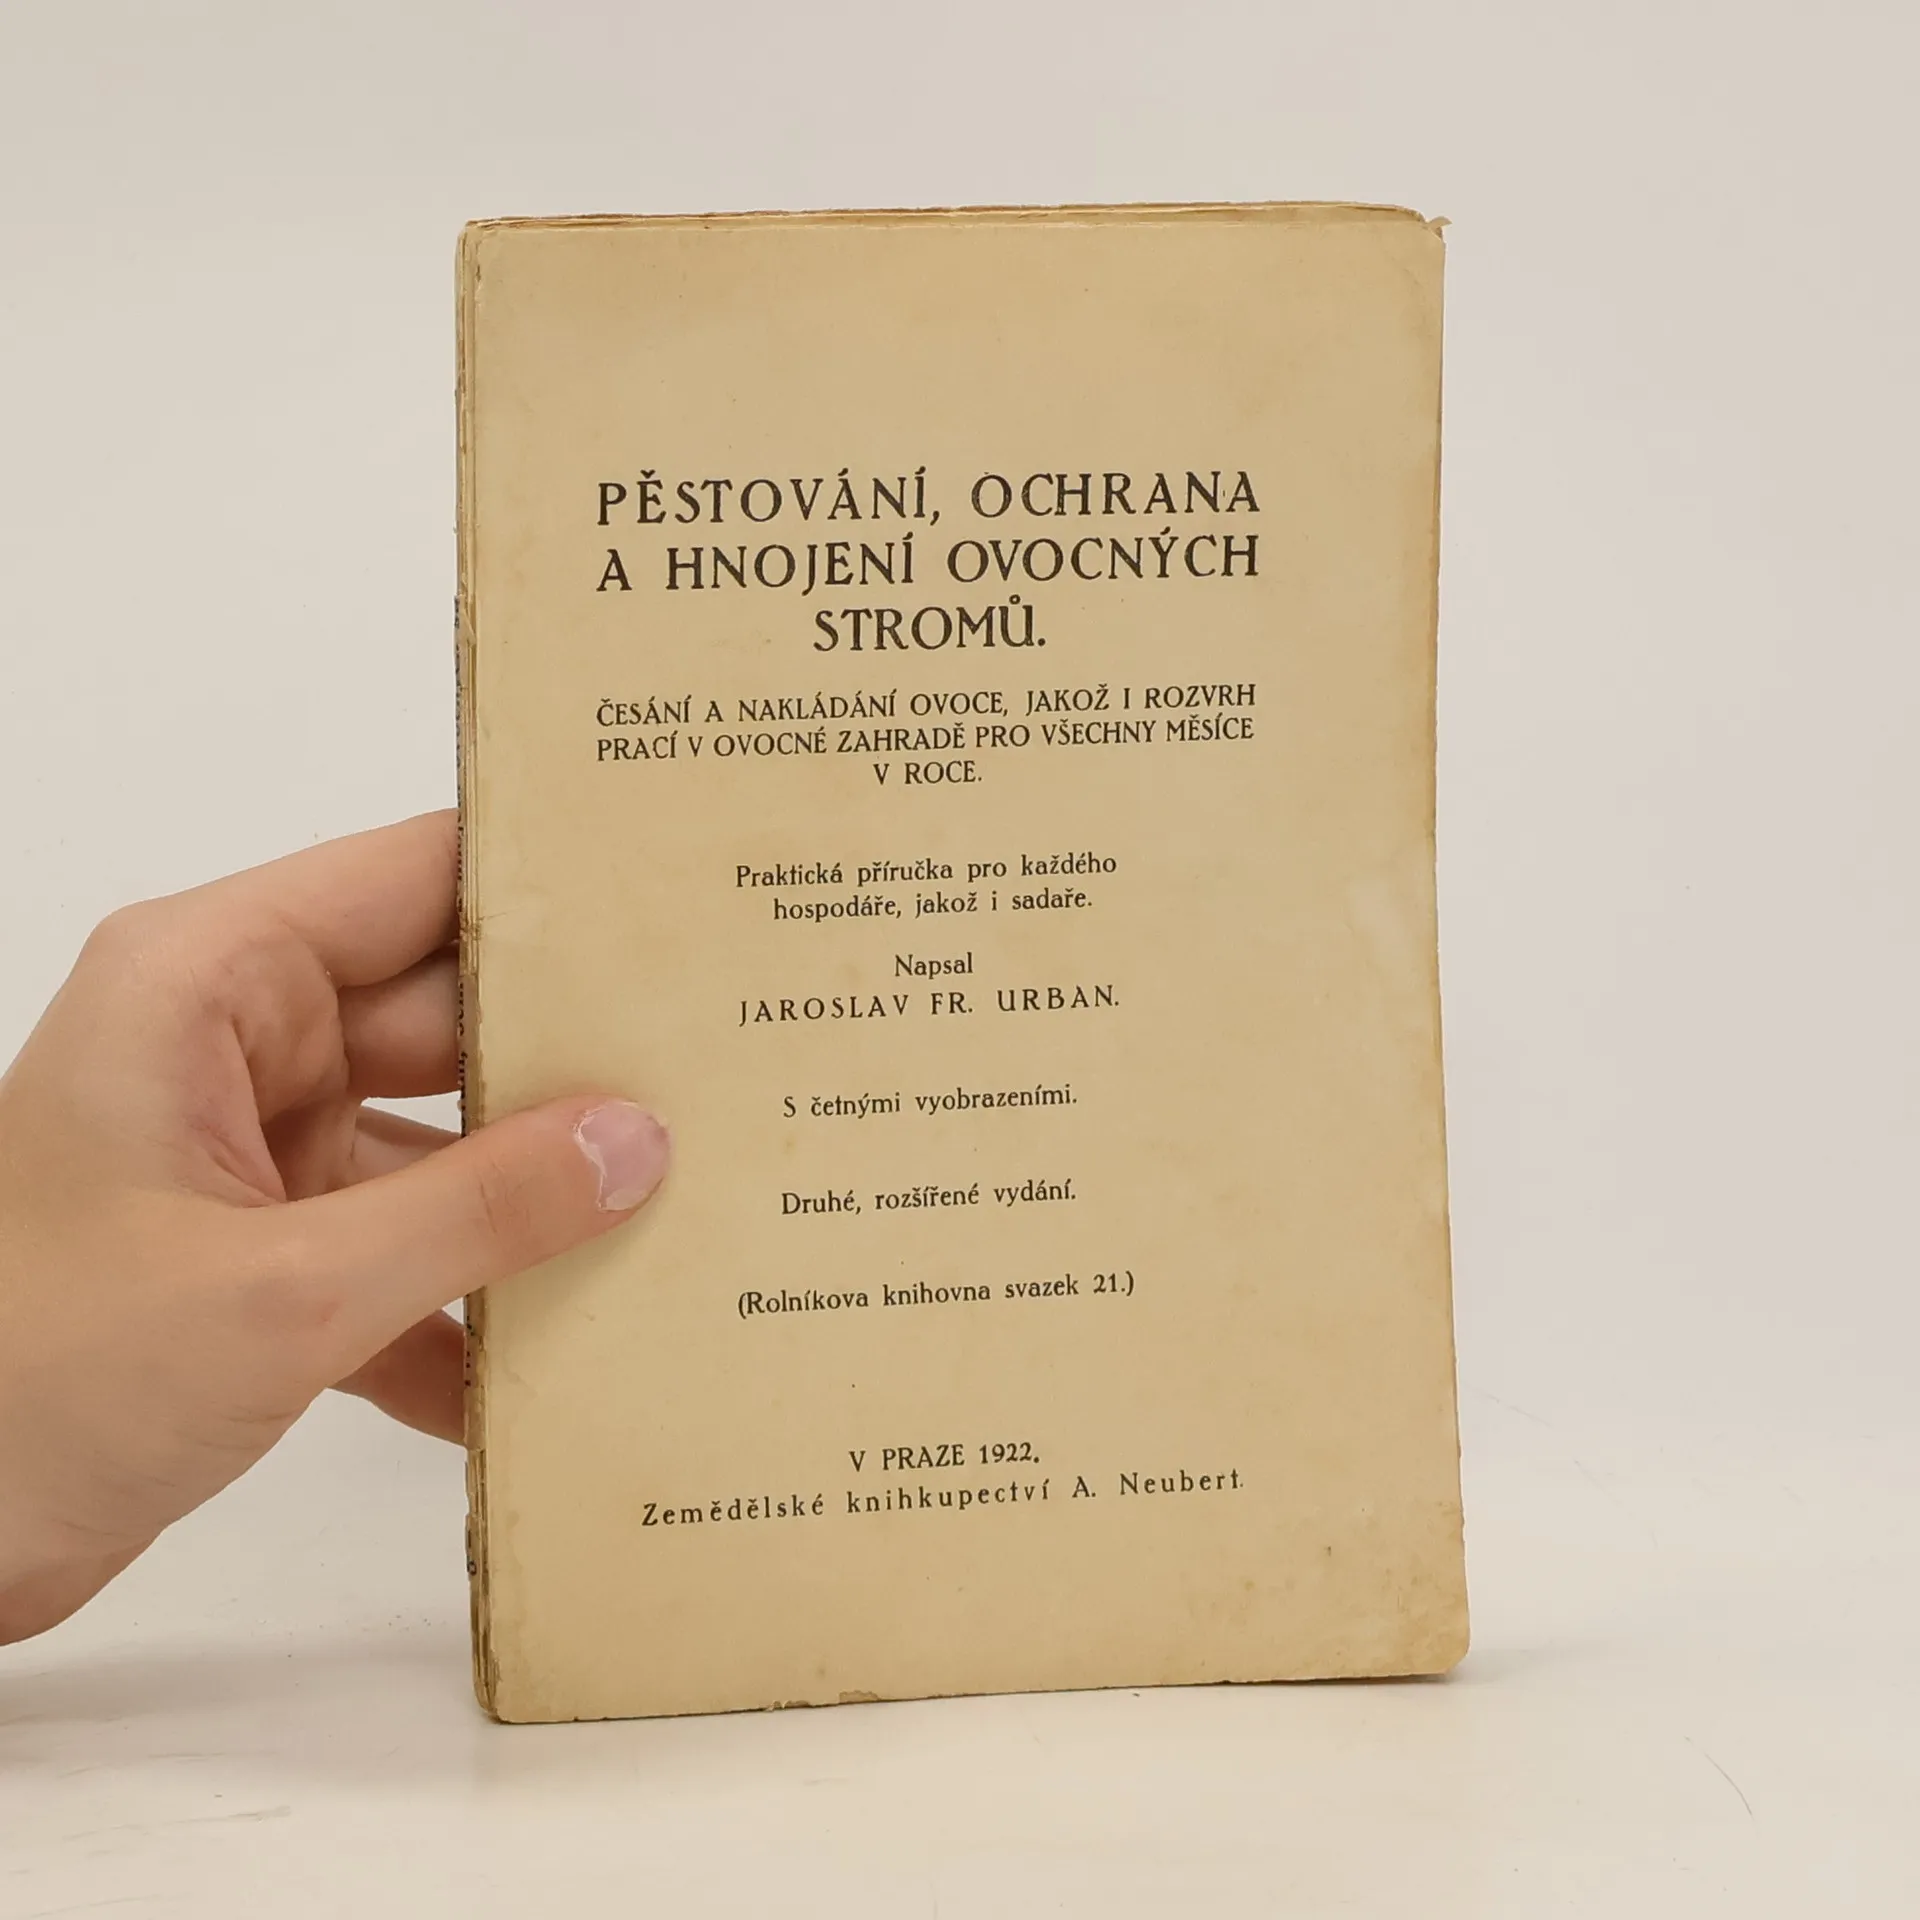 PĚSTOVÁNÍ, OCHRANA
A HNOJENÍ OVOCNÝCH
STROMŮ.
ČESÁNÍ A NAKLÁDÁNÍ OVOCE, JAKOŽ I ROZVRH
PRACÍ V OVOCNÉ ZAHRADĚ PRO VŠECHNY MĚSÍCE
V ROCE.
Praktická příručka pro každého
hospodáře, jakož i sadaře.
Napsal
JAROSLAV FR. URBAN.
S četnými vyobrazeními.
Druhé, rozšířené vydání.
(Rolníkova knihovna svazek 21.)
V PRAZE 1922.
Zemědělské knihkupectví A. Neubert.